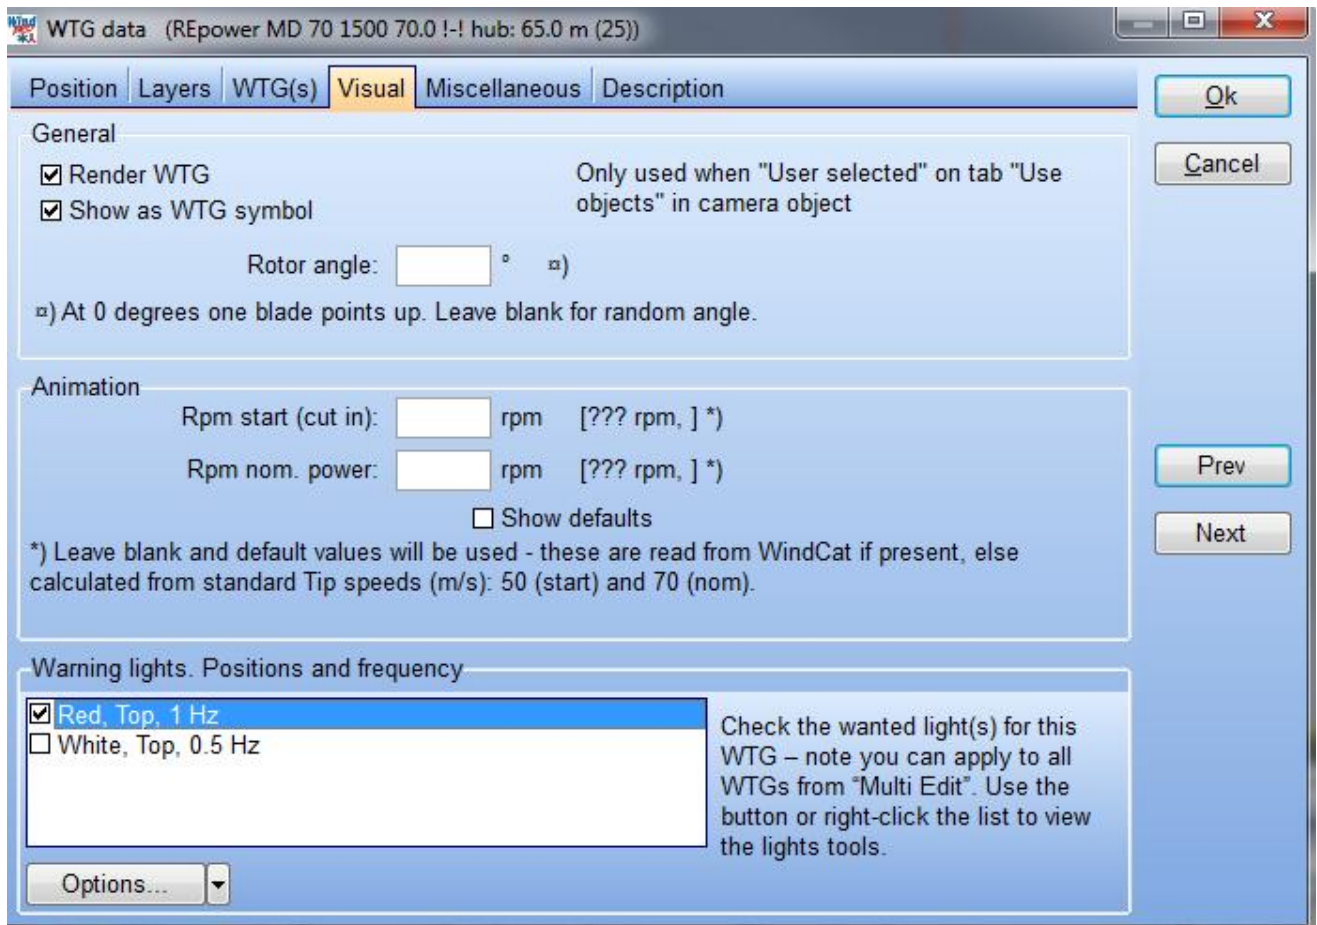 WTG data (REpower MD 70 1500 70.0 !-! hub: 65.0 m (25))
Position Layers WTG(s) Visual Miscellaneous Description
Ok
Cancel
General
Render WTG
Show as WTG symbol
Only used when "User selected" on tab "Use
objects" in camera object
Rotor angle: ° ¤)
¤) At 0 degrees one blade points up. Leave blank for random angle.
Animation
Rpm start (cut in): rpm [??? rpm, ] *)
Rpm nom. power: rpm [??? rpm, ] *)
Show defaults
*) Leave blank and default values will be used - these are read from WindCat if present, else
calculated from standard Tip speeds (m/s): 50 (start) and 70 (nom).
Prev
Next
Warning lights. Positions and frequency
Red, Top, 1 Hz
White, Top, 0.5 Hz
Check the wanted light(s) for this
WTG – note you can apply to all
WTGs from “Multi Edit”. Use the
button or right-click the list to view
the lights tools.
Options...